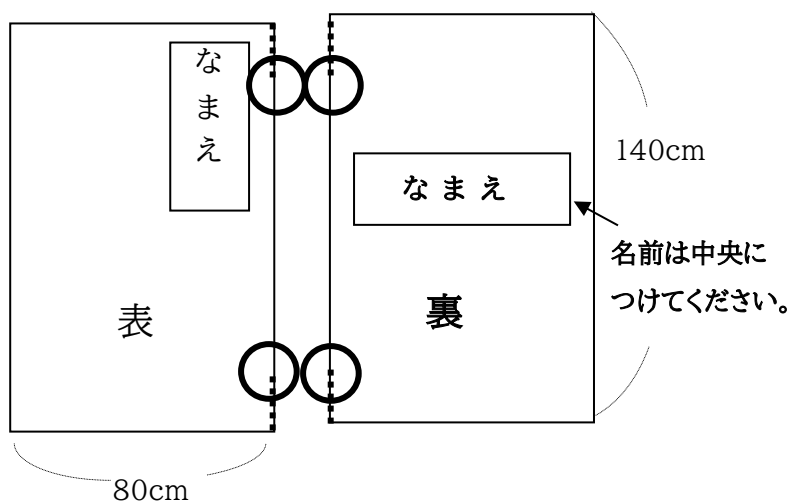 なまえ
なまえ
140cm
名前は中央に
つけてください。
表
裏
80cm